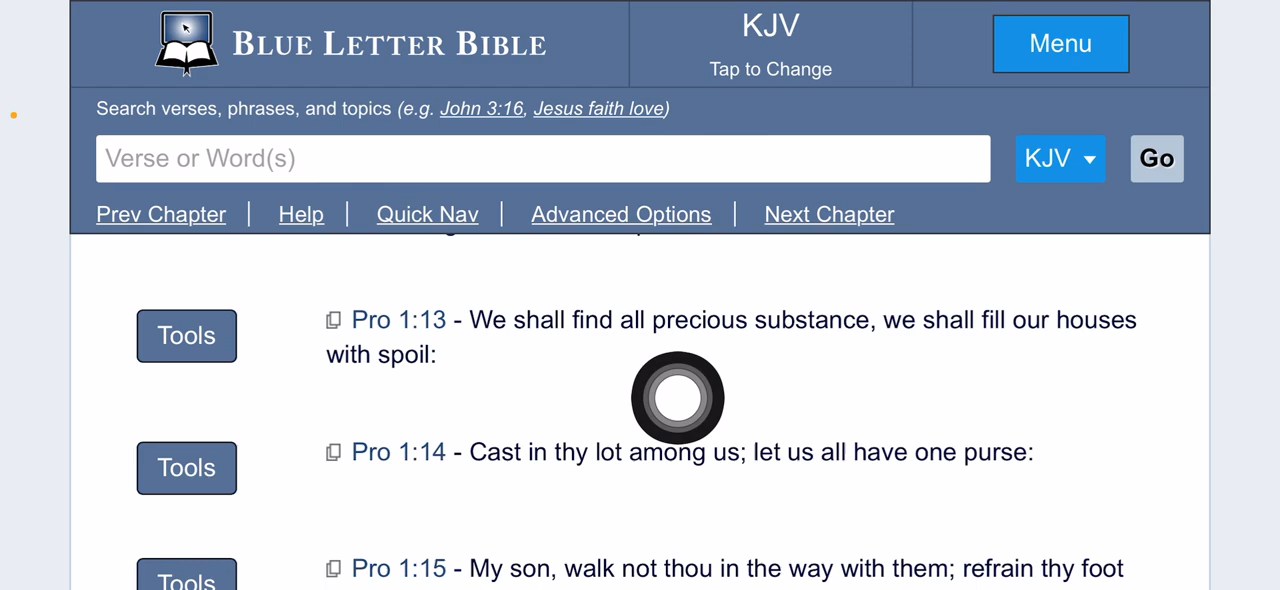 BLUE LETTER BIBLE
KJV
Tap to Change
Menu
Search verses, phrases, and topics (e.g. John 3:16, Jesus faith love)
Verse or Word(s)
KJV
Go
Prev Chapter | Help | Quick Nav | Advanced Options | Next Chapter
Tools
Pro 1:13 - We shall find all precious substance, we shall fill our houses
with spoil:
Tools
Pro 1:14 - Cast in thy lot among us; let us all have one purse:
Tools
Pro 1:15 - My son, walk not thou in the way with them; refrain thy foot